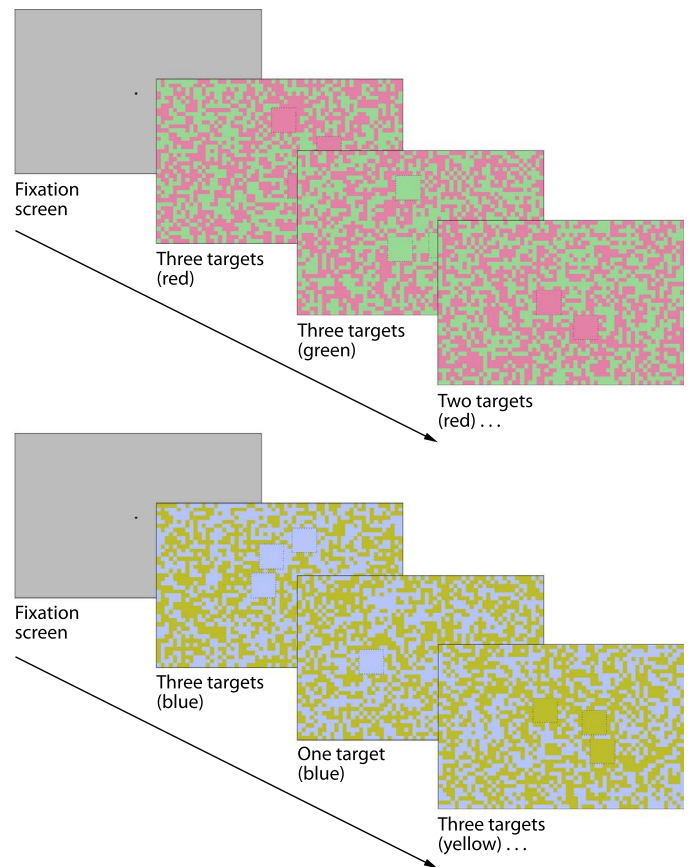 Fixation
screen
Three targets
(red)
Three targets
(green)
Two targets
(red) . . .
Fixation
screen
Three targets
(blue)
One target
(blue)
Three targets
(yellow) . . .